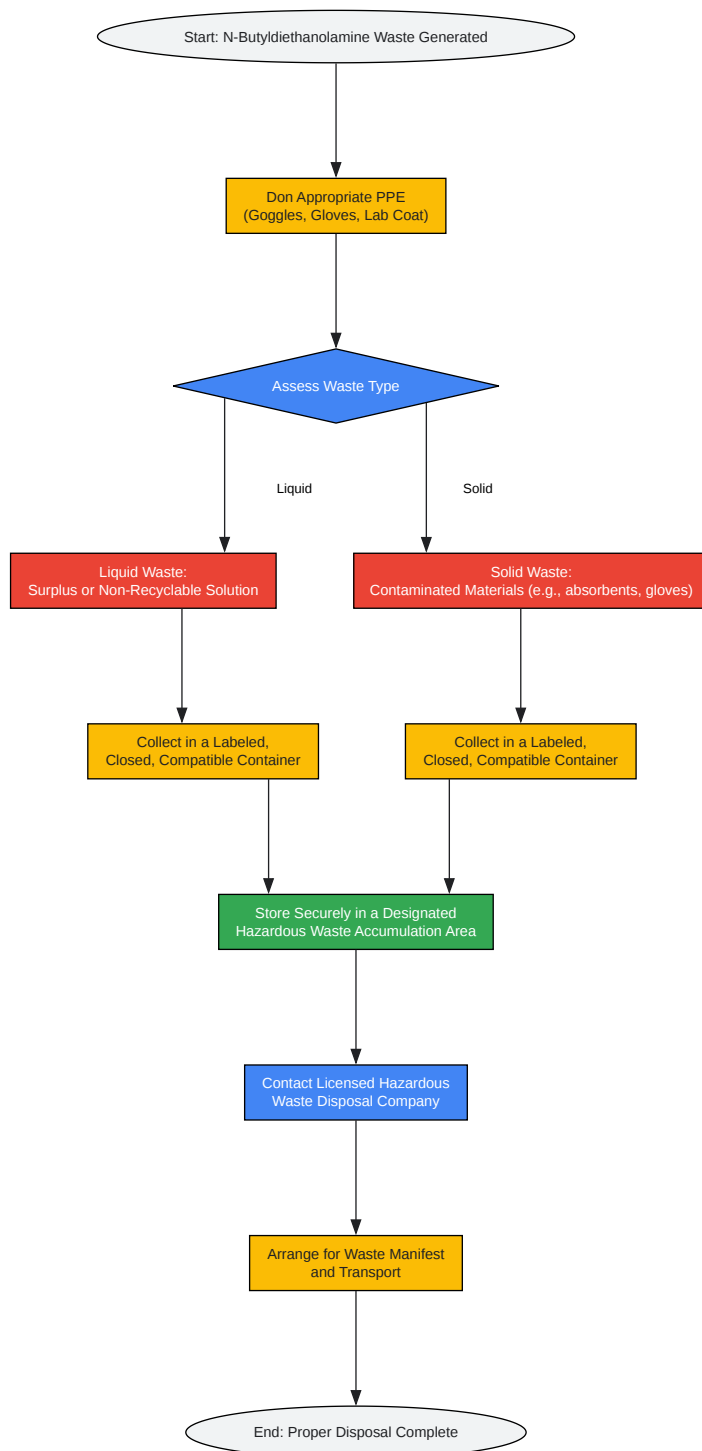 Start: N-Butyldiethanolamine Waste Generated
Don Appropriate PPE
(Goggles, Gloves, Lab Coat)
Assess Waste Type
Liquid
Solid
Liquid Waste:
Surplus or Non-Recyclable Solution
Solid Waste:
Contaminated Materials (e.g., absorbents, gloves)
Collect in a Labeled,
Closed, Compatible Container
Collect in a Labeled,
Closed, Compatible Container
Store Securely in a Designated
Hazardous Waste Accumulation Area
Contact Licensed Hazardous
Waste Disposal Company
Arrange for Waste Manifest
and Transport
End: Proper Disposal Complete